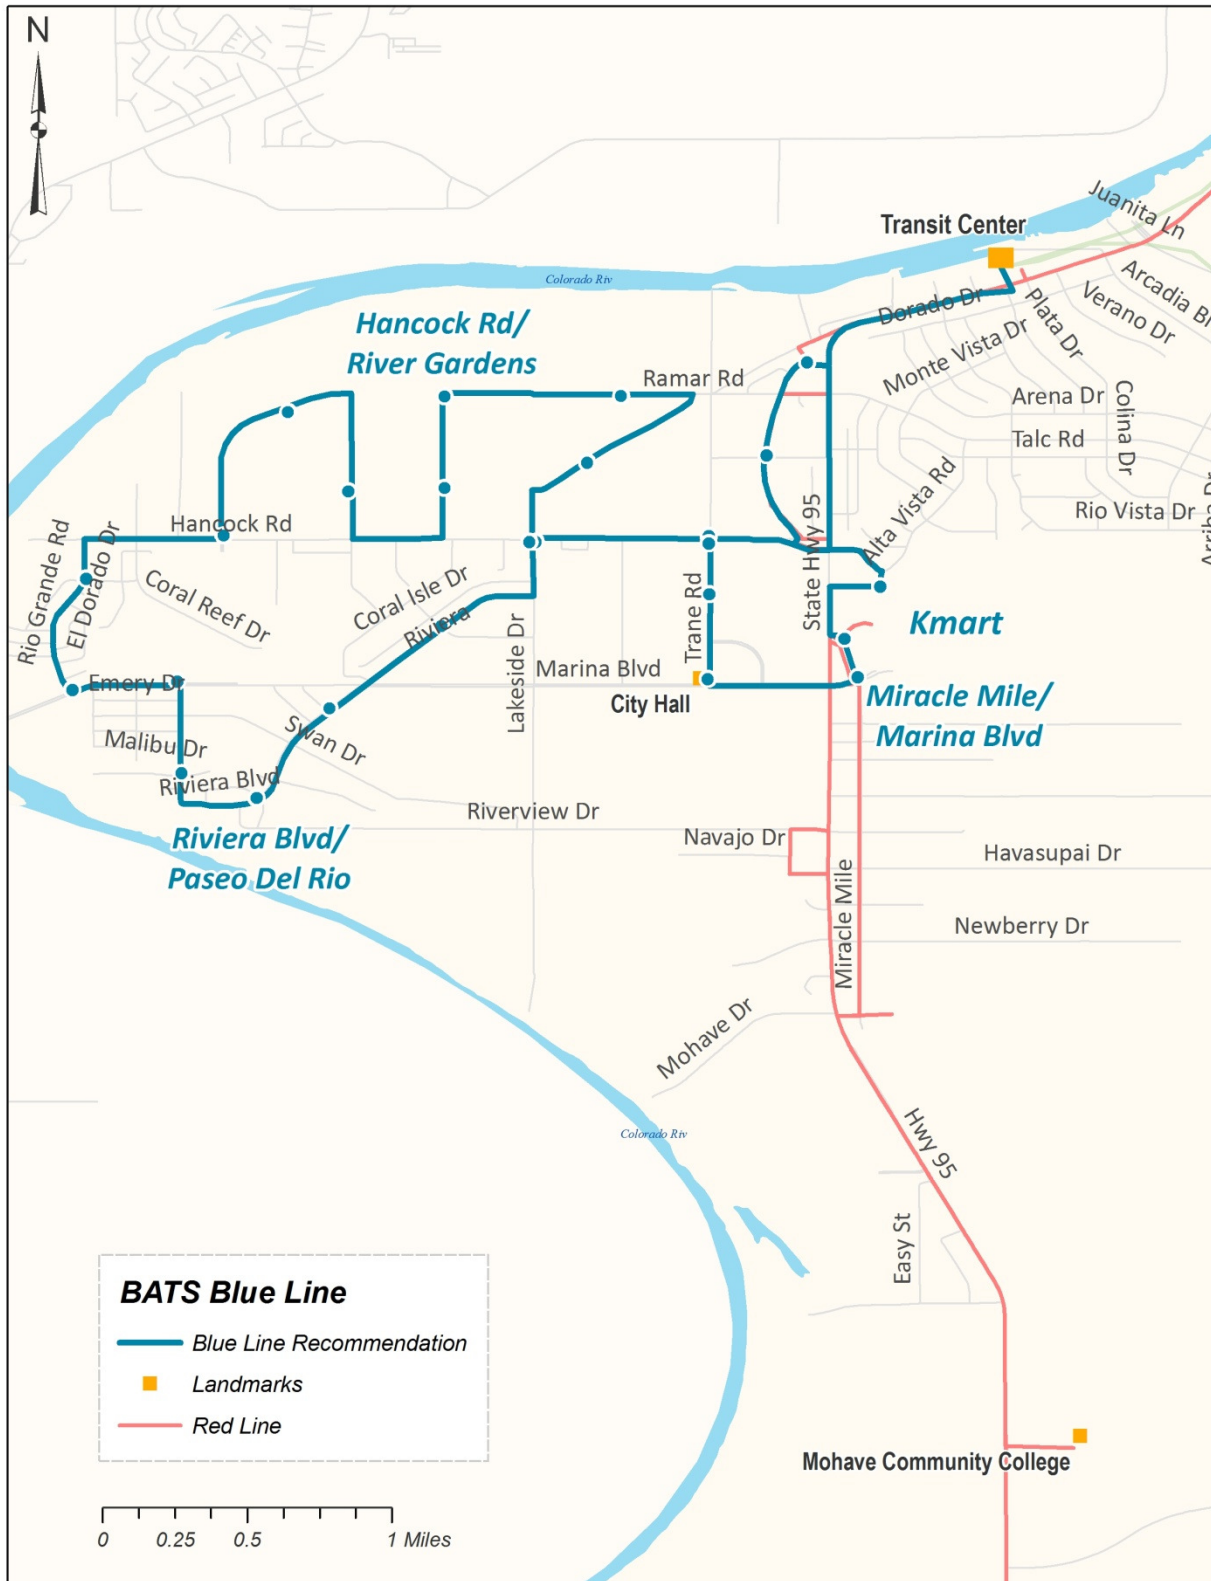 N
Juanita Ln
Transit Center
Arcadia Bl
Colorado Riv
Verano Dr
Dorado Dr
Plata Dr
Hancock Rd/
River Gardens
Monte Vista Dr
Ramar Rd
Arena Dr
Colina Dr
Talc Rd
Alta Vista Rd
Rio Vista Dr
Arriba Dr
State Hwy 95
Hancock Rd
Rio Grande Rd
El Dorado Dr
Coral Reef Dr
Coral Isle Dr
Riviera
Trane Rd
Kmart
Lakeside Dr
Marina Blvd
Emery Dr
City Hall
Miracle Mile/
Marina Blvd
Swan Dr
Malibu Dr
Riviera Blvd
Riverview Dr
Riviera Blvd/
Paseo Del Rio
Navajo Dr
Havasupai Dr
Miracle Mile
Newberry Dr
Mohave Dr
Colorado Riv
Hwy 95
Easy St
BATS Blue Line
Blue Line Recommendation
Landmarks
Red Line
Mohave Community College
0 0.25 0.5 1 Miles